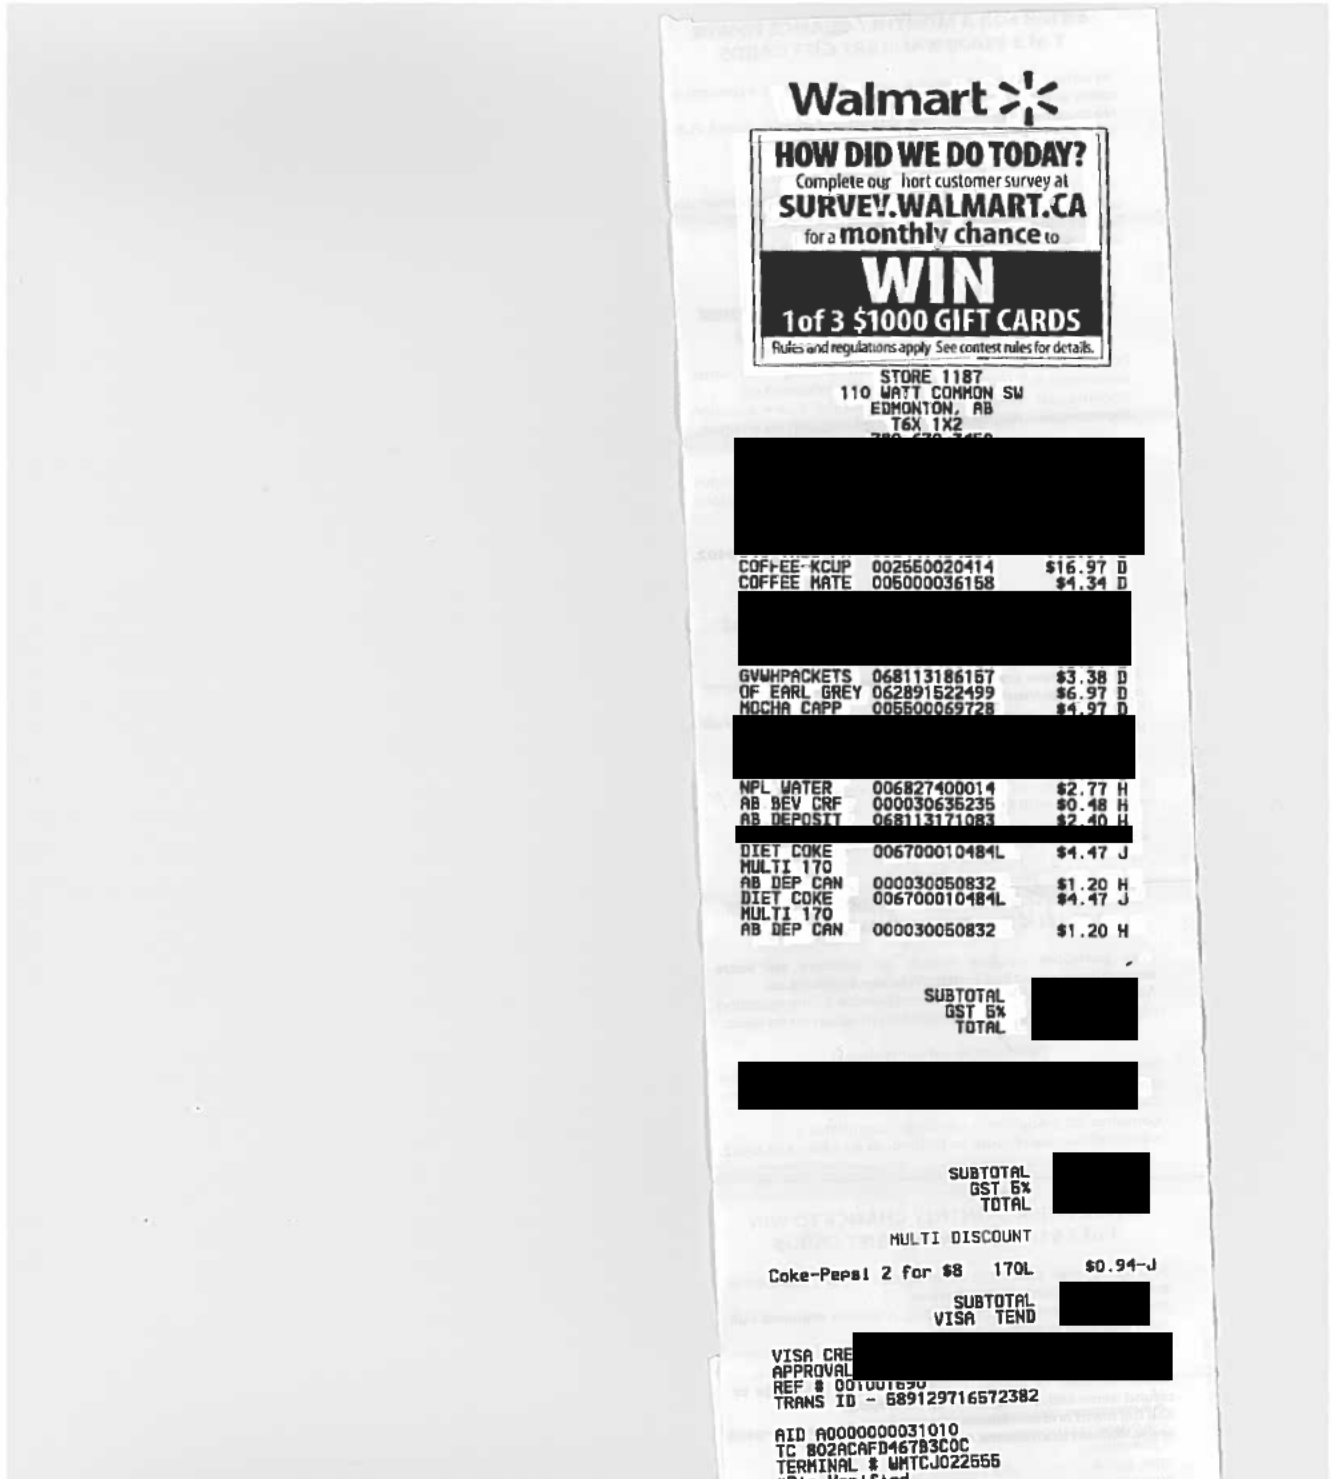 Walmart
HOW DID WE DO TODAY?
Complete our hort customer survey at
SURVEY.WALMART.CA
for a monthly chance to
WIN
1 of 3 $1000 GIFT CARDS
Rules and regulations apply See contest rules for details.
STORE 1187
110 WATT COMMON SW
EDMONTON, AB
T6X 1X2
COFFEE-KCUP 002550020414 $16.97 D
COFFEE MATE 005000036158 $4.34 D
GVWHPACKETS 068113186157 $3.38 D
OF EARL GREY 062891522499 $6.97 D
MOCHA CAPP 005500069728 $4.97 D
NPL WATER 006827400014 $2.77 H
AB BEV CRF 000030635235 $0.48 H
AB DEPOSIT 068113171083 $2.40 H
DIET COKE 006700010484L $4.47 J
MULTI 170
AB DEP CAN 000030050832 $1.20 H
DIET COKE 006700010484L $4.47 J
MULTI 170
AB DEP CAN 000030050832 $1.20 H
SUBTOTAL
GST 5%
TOTAL
SUBTOTAL
GST 5%
TOTAL
MULTI DISCOUNT
Coke-Pepsi 2 for $8 170L $0.94-J
SUBTOTAL
VISA TEND
VISA CRE
APPROVAL
REF # 001001690
TRANS ID - 589129716572382
AID A0000000031010
TC 802ACAFD467B3C0C
TERMINAL # WMTCJ022555